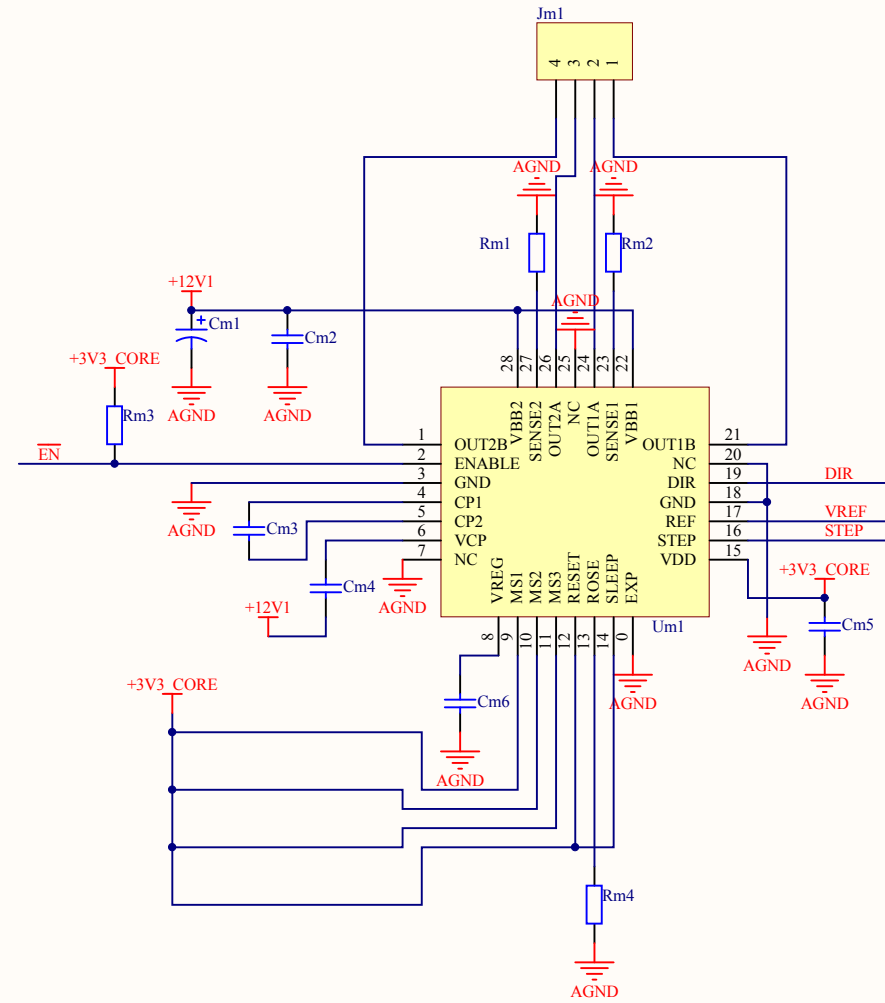 Jm1
4 3 2 1
AGND
AGND
Rm1
Rm2
+12V1
AGND
Cm1
Cm2
+3V3_CORE
AGND
AGND
28 27 26 25 24 23 22
VBB2 SENSE2 OUT2A NC OUT1A SENSE1 VBB1
Rm3
EN
1 OUT2B
OUT1B 21
2 ENABLE
NC 20
3 GND
DIR 19 DIR
4 CP1
GND 18
5 CP2
REF 17 VREF
6 VCP
STEP 16 STEP
7 NC
VDD 15
AGND
Cm3
AGND
Cm4
+12V1
+3V3_CORE
Cm5
AGND
AGND
VREG MS1 MS2 MS3 RESET ROSE SLEEP EXP
Um1
8 9 10 11 12 13 14 0
+3V3_CORE
Cm6
AGND
AGND
Rm4
AGND